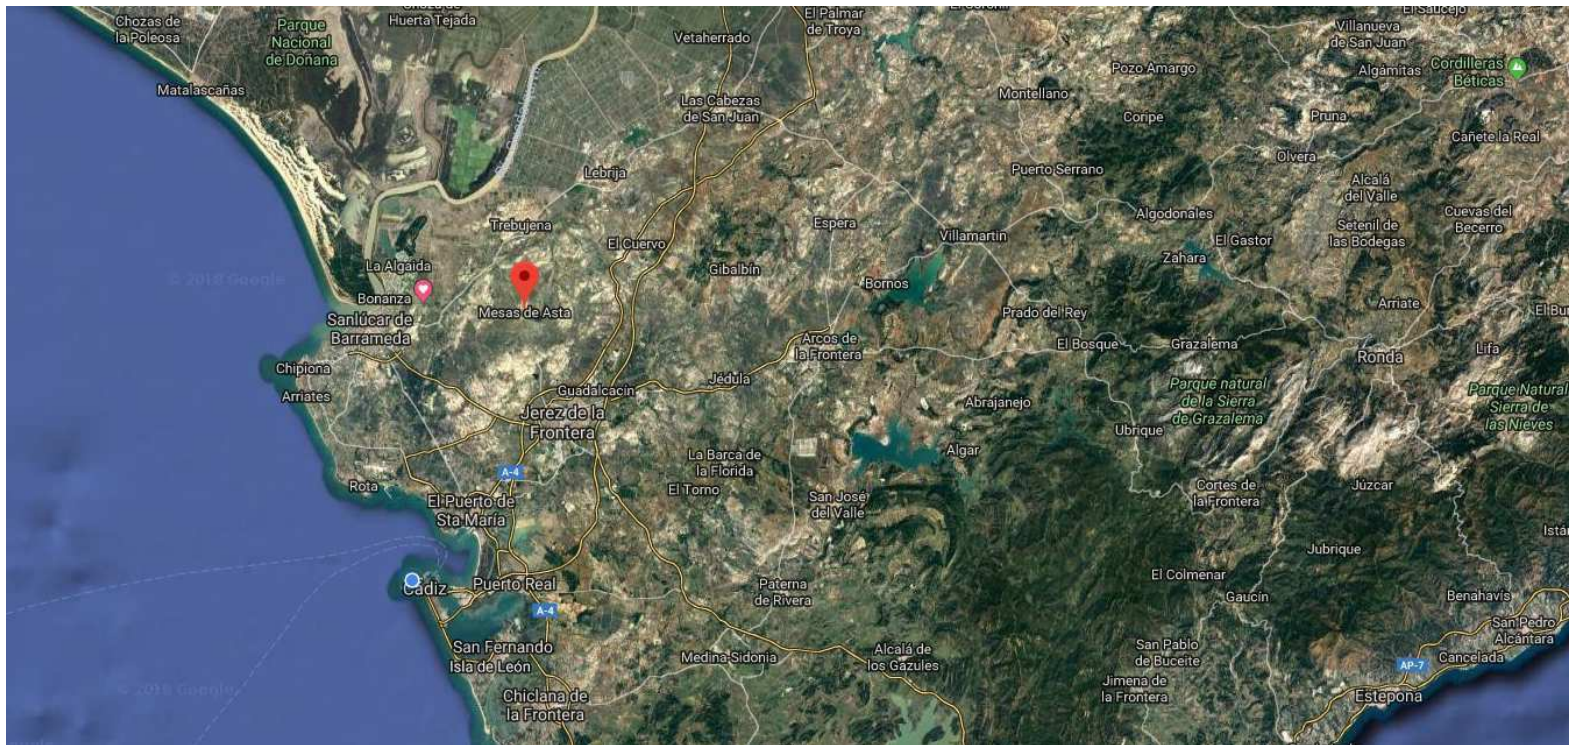 Chozas de
la Poleosa
Huerta Tejada
Parque
Nacional
de Doñana
El Palmar
de Troya
Vetaherrado
El Saucejo
Villanueva
de San Juan
Pozo Amargo
Algámitas
Cordilleras
Béticas
Matalascañas
Las Cabezas
de San Juan
Montellano
Coripe
Pruna
Cañete la Real
Olvera
Lebrija
Puerto Serrano
Alcalá
del Valle
Trebujena
Espera
Algodonales
Setenil de
las Bodegas
Cuevas del
Becerro
El Cuervo
Villamartin
El Gastor
Zahara
La Algaida
Gibalbín
© 2018 Google
Bornos
Bonanza
Arriate
Mesas de Asta
Prado del Rey
Sanlúcar de
Barrameda
Arcos de
la Frontera
El Bosque
Grazalema
Ronda
Lifa
Chipiona
Guadalcacín
Jédula
Arriates
Parque natural
de la Sierra
de Grazalema
Parque Natural
Sierra de
las Nieves
Jerez de la
Frontera
Abrajanejo
Ubrique
La Barca de
la Florida
Algar
A-4
Rota
El Torno
San José
del Valle
Cortes de
la Frontera
Júzcar
El Puerto de
Sta María
Jubrique
Cádiz
Puerto Real
Paterna
de Rivera
El Colmenar
Gaucín
Benahavís
A-4
San Pedro
Alcántara
San Fernando
Isla de León
Medina-Sidonia
Alcalá de
los Gazules
San Pablo
de Buceite
Cancelada
AP-7
© 2018 Google
Chiclana de
la Frontera
Jimena de
la Frontera
Estepona